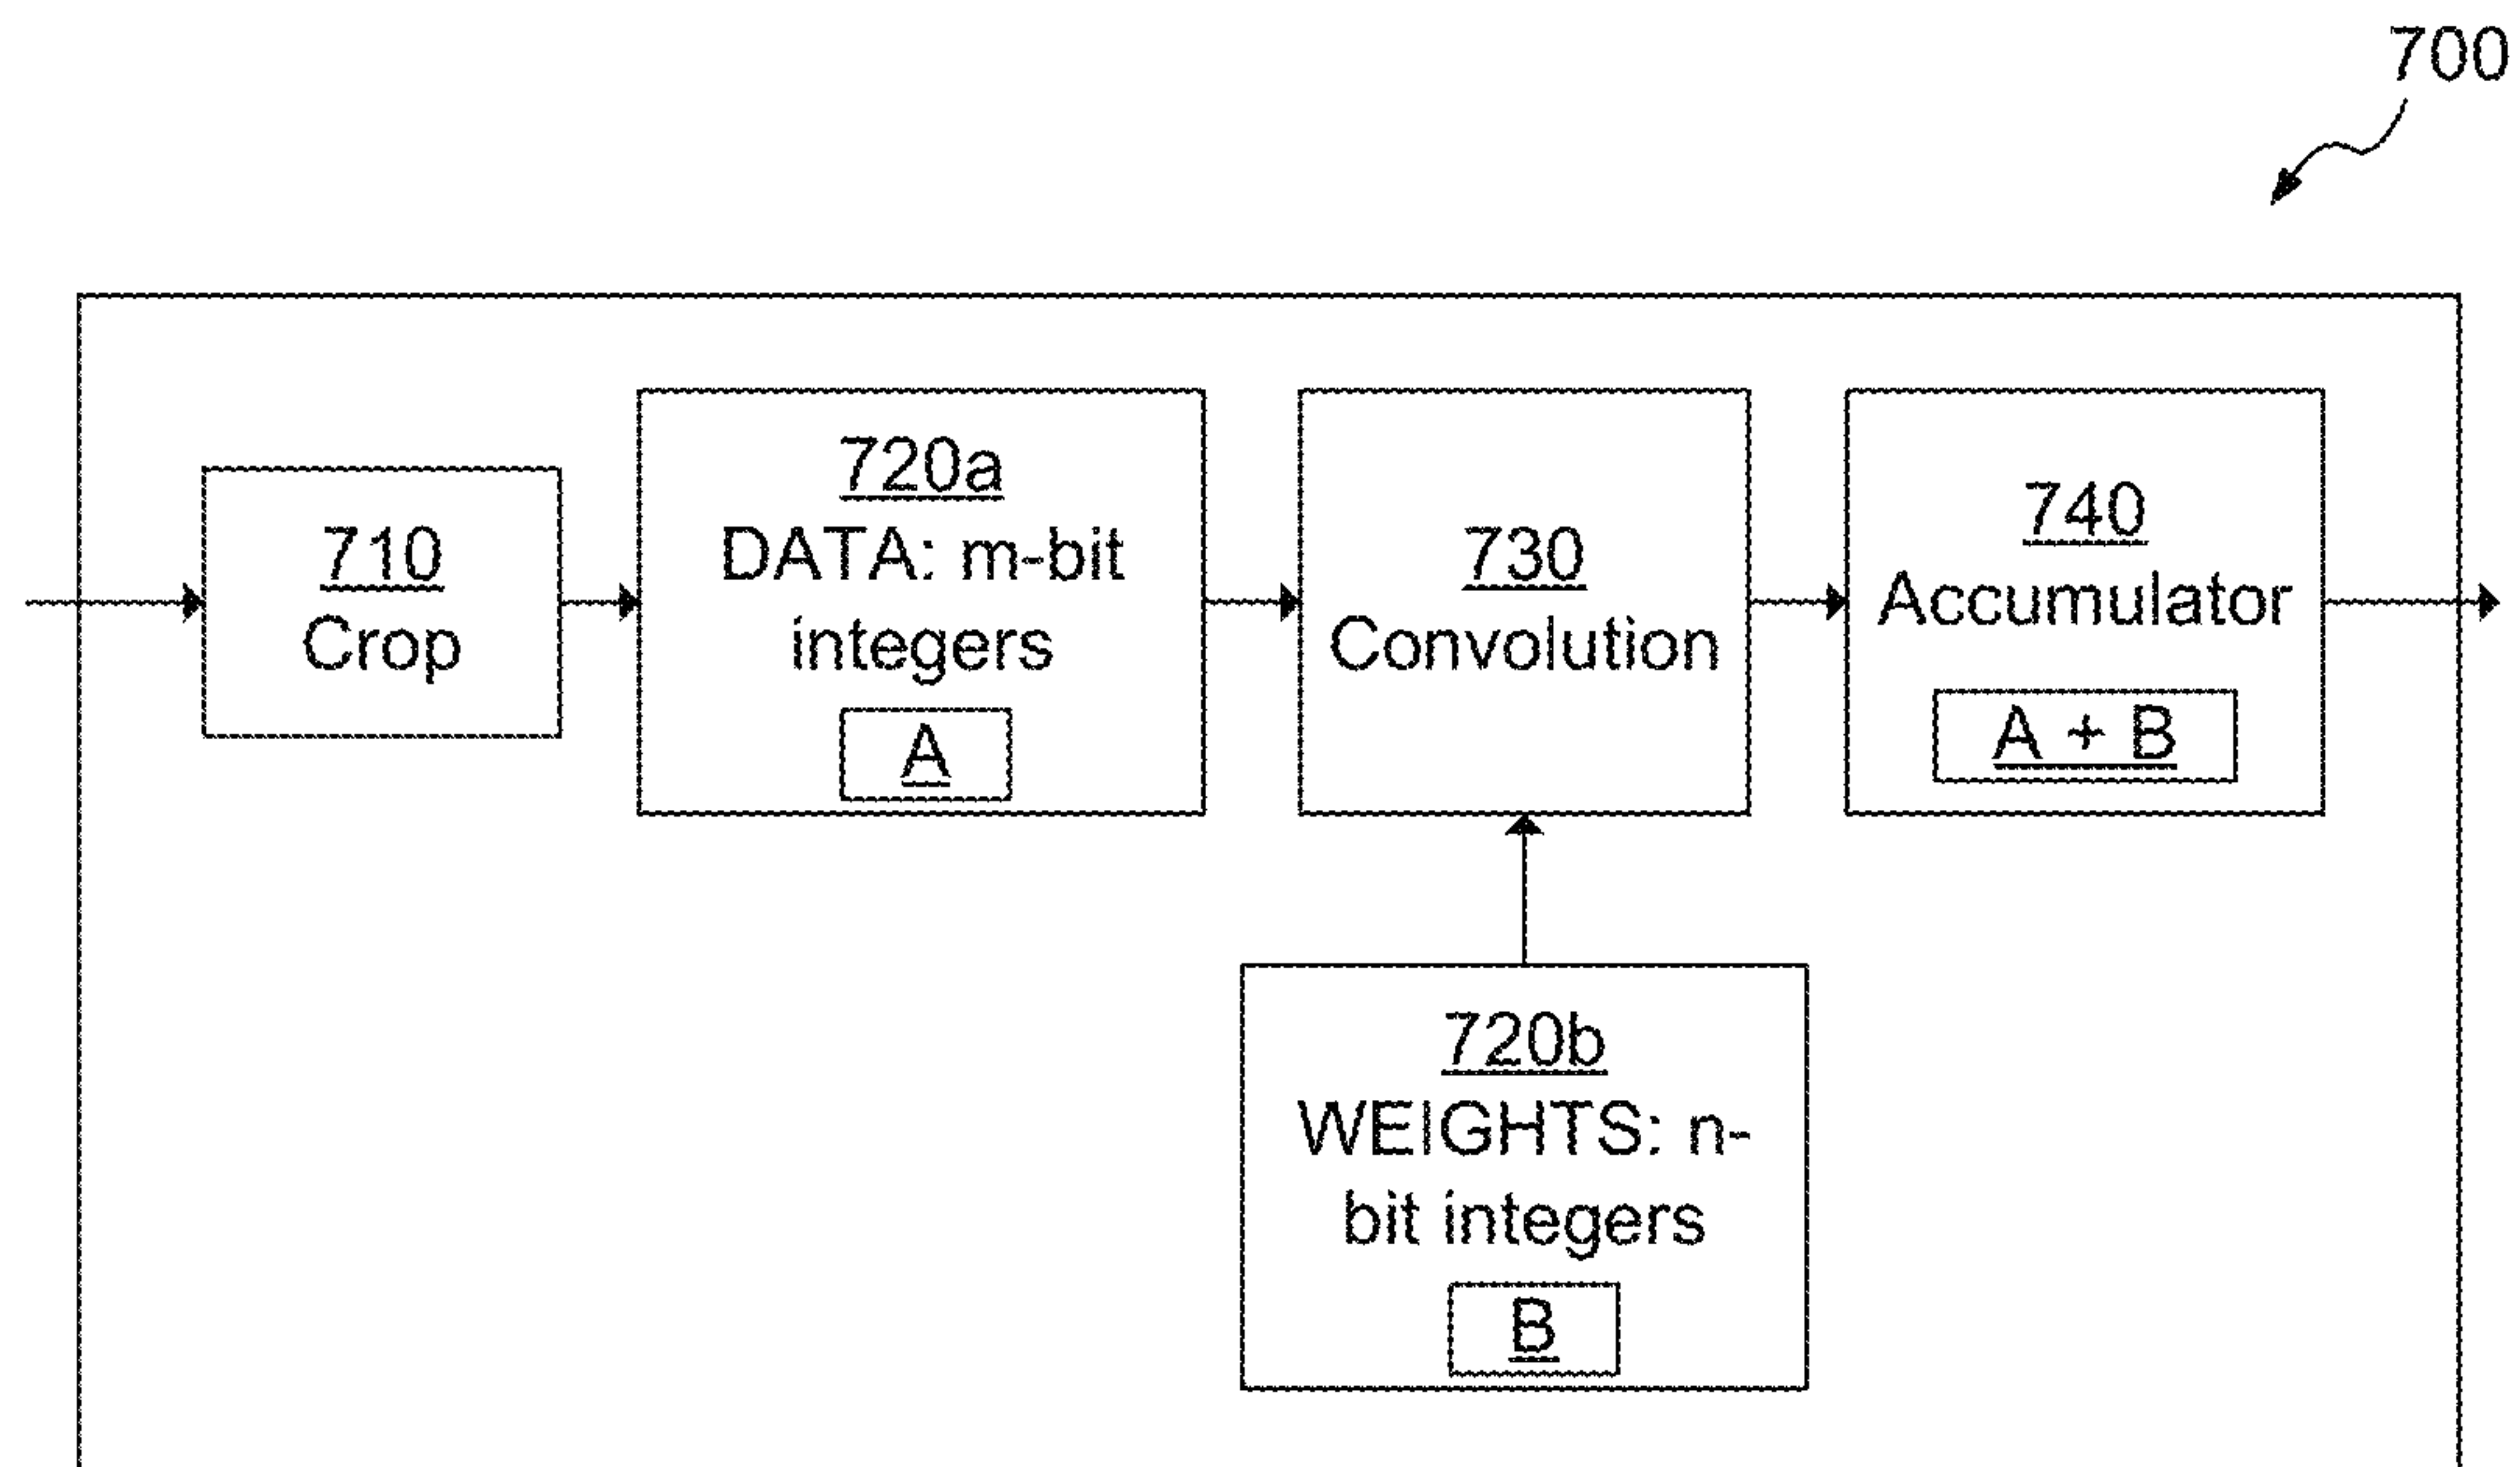 700
710
Crop
720a
DATA: m-bit
integers
A
730
Convolution
740
Accumulator
A + B
720b
WEIGHTS: n-
bit integers
B